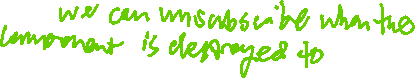 we can unsubscribe when the
component is destroyed to